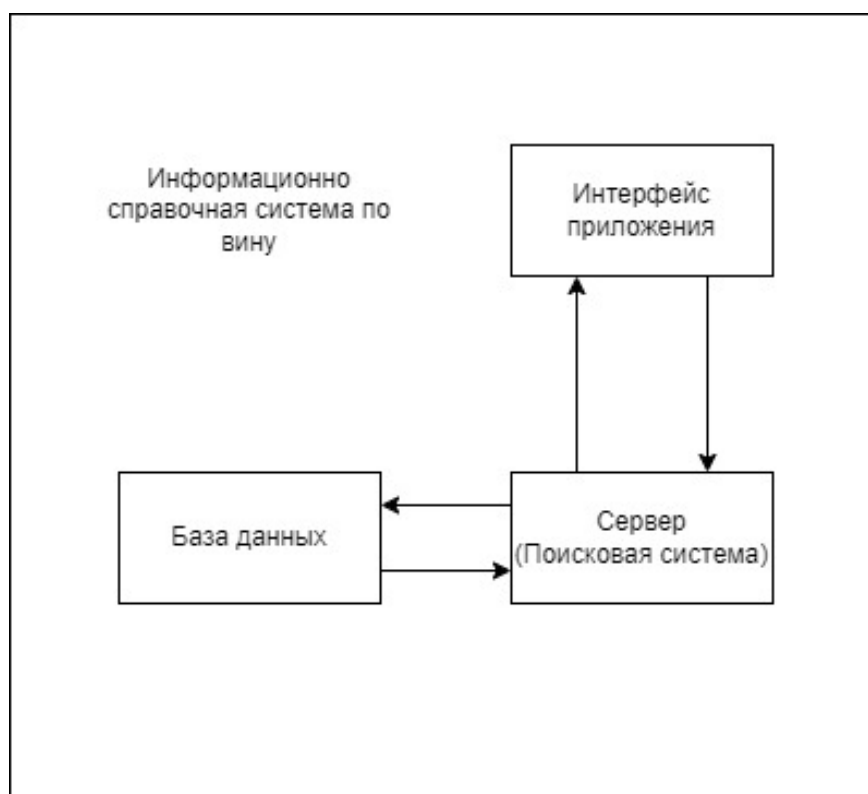 Информационно
справочная система по
вину
Интерфейс
приложения
База данных
Сервер
(Поисковая система)